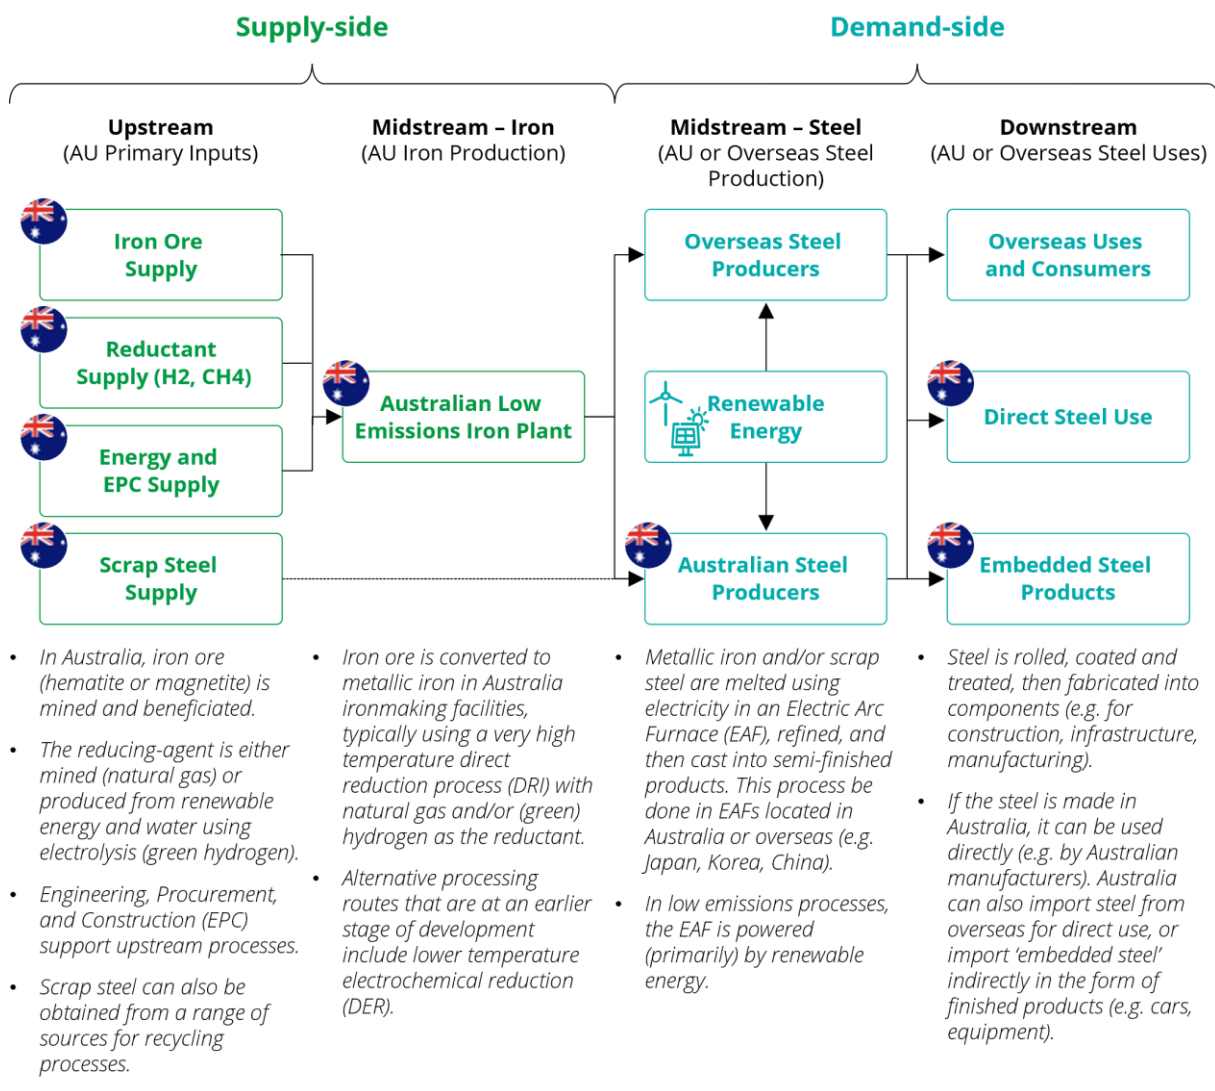 Supply-side
Demand-side
Upstream
(AU Primary Inputs)
Midstream – Iron
(AU Iron Production)
Midstream – Steel
(AU or Overseas Steel
Production)
Downstream
(AU or Overseas Steel Uses)
Iron Ore
Supply
Reductant
Supply (H2, CH4)
Energy and
EPC Supply
Scrap Steel
Supply
Australian Low
Emissions Iron Plant
Overseas Steel
Producers
Renewable
Energy
Australian Steel
Producers
Overseas Uses
and Consumers
Direct Steel Use
Embedded Steel
Products
• In Australia, iron ore
(hematite or magnetite) is
mined and beneficiated.
• The reducing-agent is either
mined (natural gas) or
produced from renewable
energy and water using
electrolysis (green hydrogen).
• Engineering, Procurement,
and Construction (EPC)
support upstream processes.
• Scrap steel can also be
obtained from a range of
sources for recycling
processes.
• Iron ore is converted to
metallic iron in Australia
ironmaking facilities,
typically using a very high
temperature direct
reduction process (DRI) with
natural gas and/or (green)
hydrogen as the reductant.
• Alternative processing
routes that are at an earlier
stage of development
include lower temperature
electrochemical reduction
(DER).
• Metallic iron and/or scrap
steel are melted using
electricity in an Electric Arc
Furnace (EAF), refined, and
then cast into semi-finished
products. This process be
done in EAFs located in
Australia or overseas (e.g.
Japan, Korea, China).
• In low emissions processes,
the EAF is powered
(primarily) by renewable
energy.
• Steel is rolled, coated and
treated, then fabricated into
components (e.g. for
construction, infrastructure,
manufacturing).
• If the steel is made in
Australia, it can be used
directly (e.g. by Australian
manufacturers). Australia
can also import steel from
overseas for direct use, or
import ‘embedded steel’
indirectly in the form of
finished products (e.g. cars,
equipment).